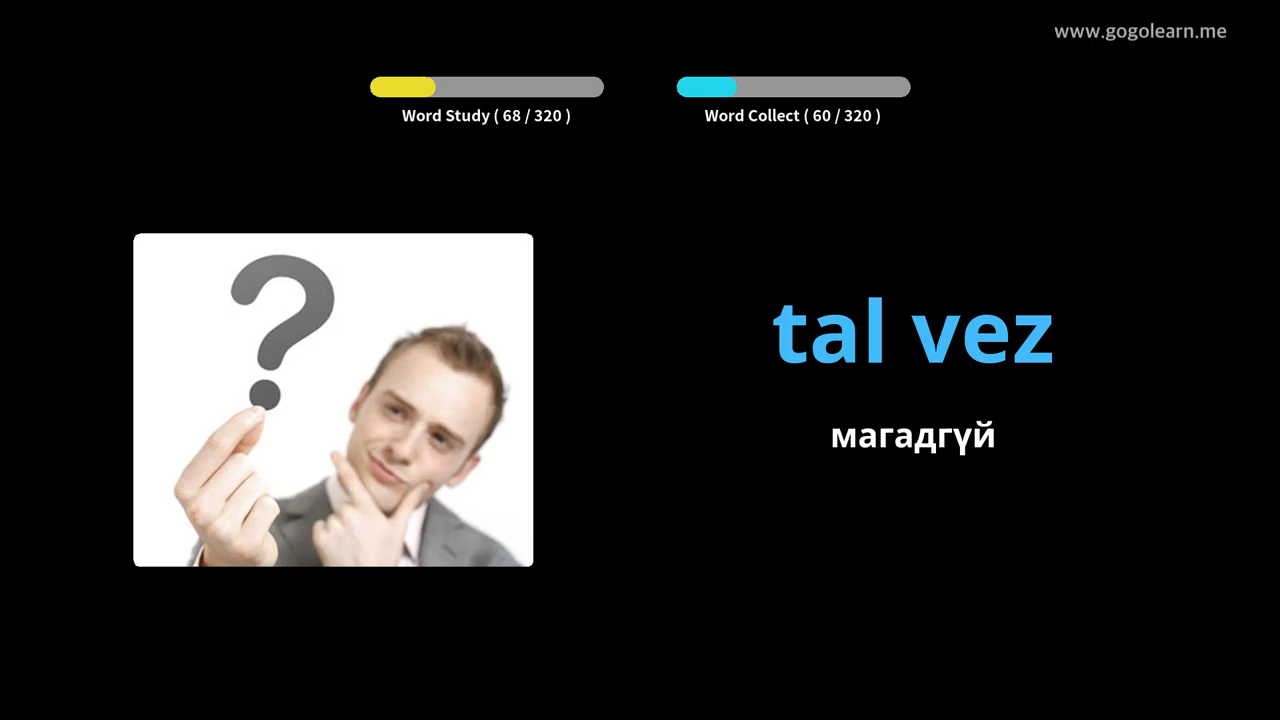 www.gogolearn.me
Word Study ( 68 / 320 )
Word Collect ( 60 / 320 )
?
tal vez
магадгүй